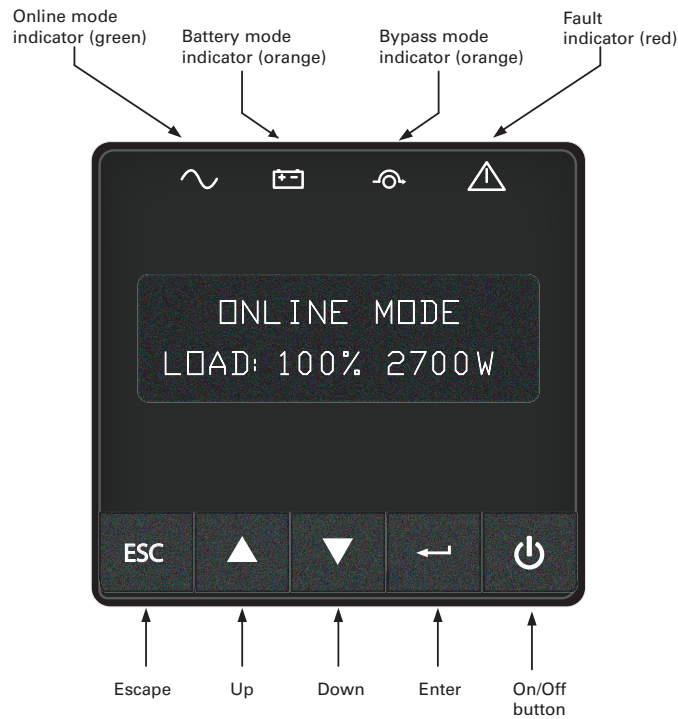 Online mode
indicator (green)
Battery mode
indicator (orange)
Bypass mode
indicator (orange)
Fault
indicator (red)
ONLINE MODE
LOAD: 100% 2700W
ESC
Escape
Up
Down
Enter
On/Off
button